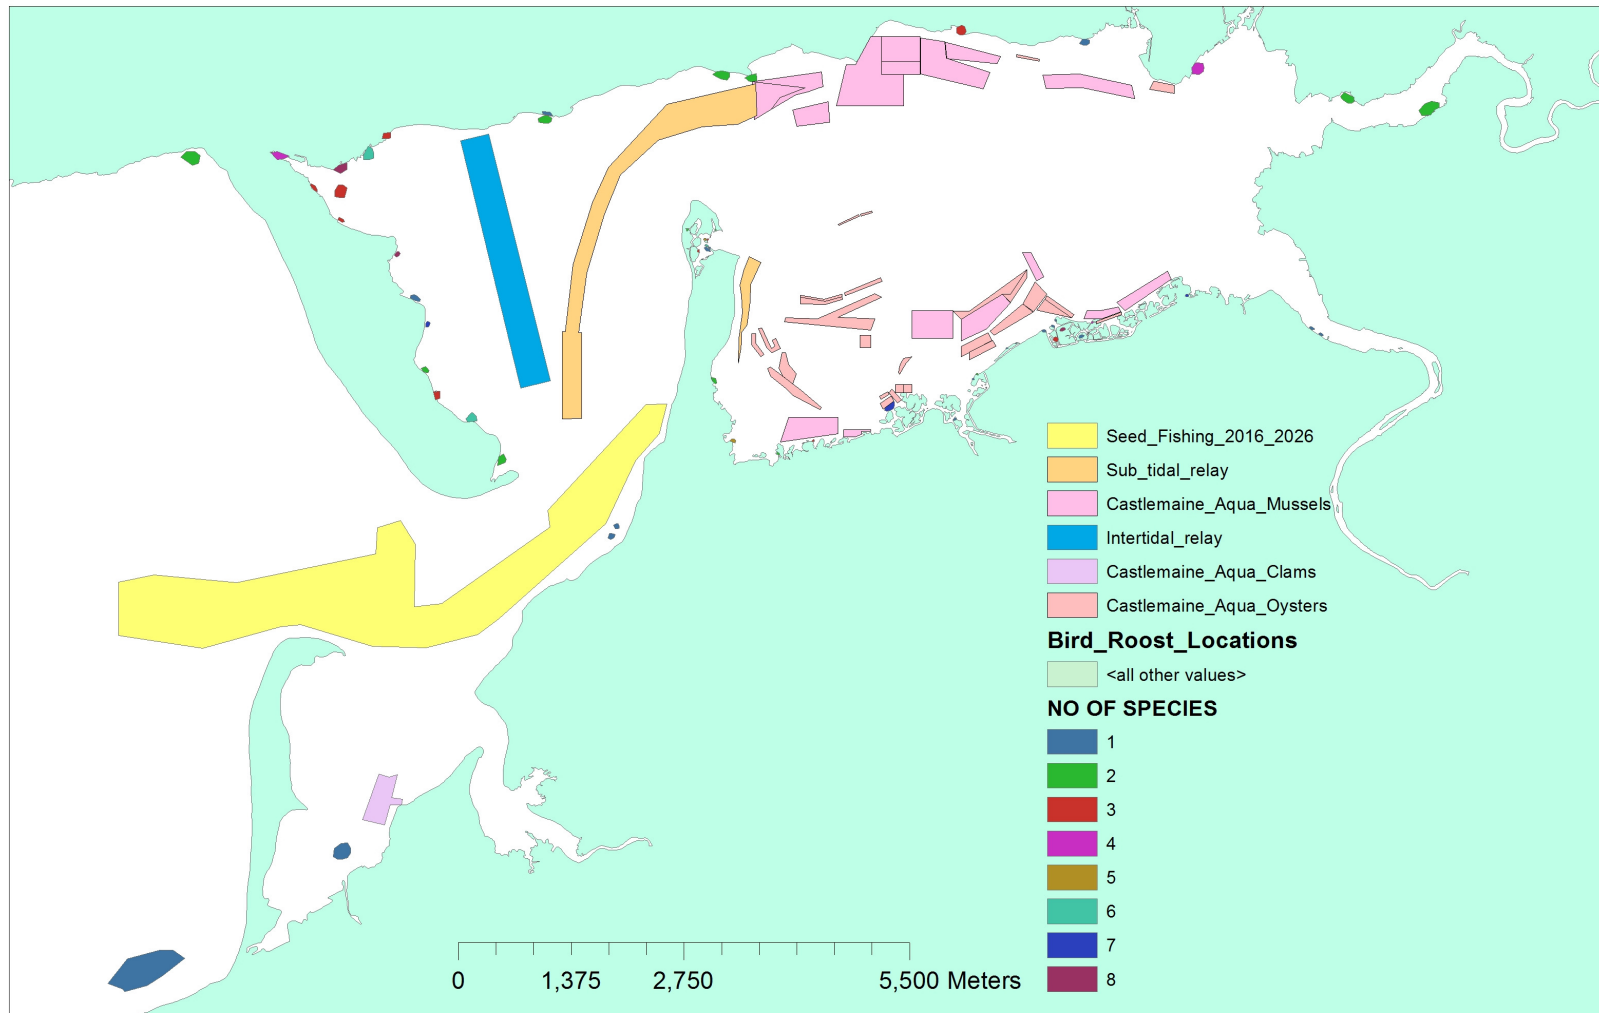 Seed_Fishing_2016_2026
Sub_tidal_relay
Castlemaine_Aqua_Mussels
Intertidal_relay
Castlemaine_Aqua_Clams
Castlemaine_Aqua_Oysters
Bird_Roost_Locations
<all other values>
NO OF SPECIES
1
2
3
4
5
6
7
8
0 1,375 2,750 5,500 Meters